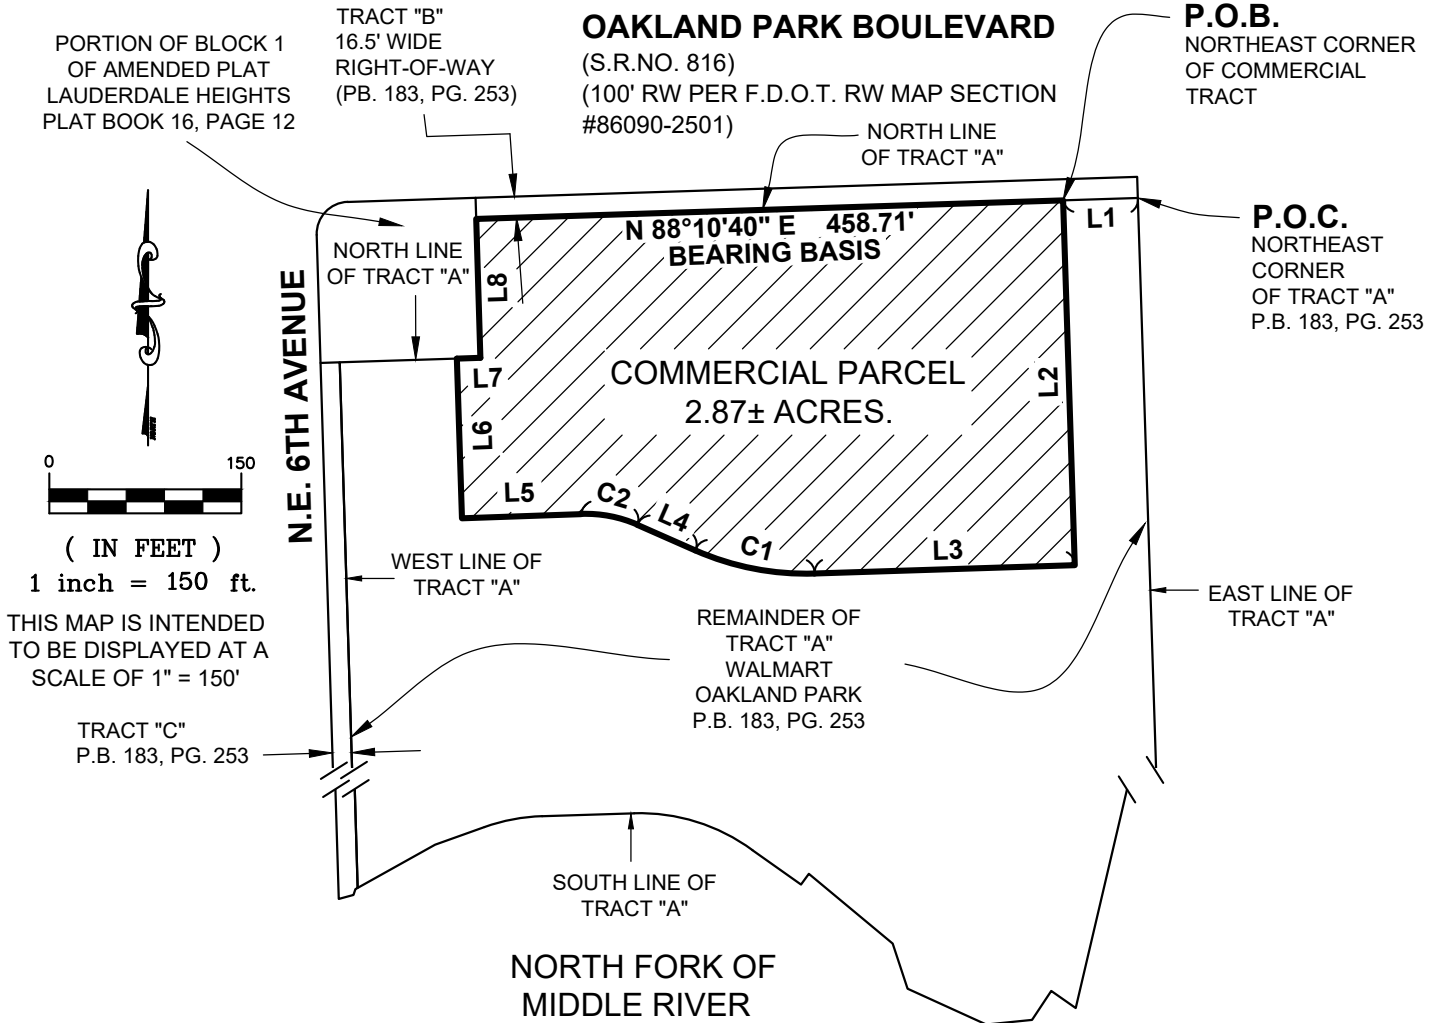 OAKLAND PARK BOULEVARD
(S.R.NO. 816)
(100' RW PER F.D.O.T. RW MAP SECTION
#86090-2501)
TRACT "B"
16.5' WIDE
RIGHT-OF-WAY
(PB. 183, PG. 253)
PORTION OF BLOCK 1
OF AMENDED PLAT
LAUDERDALE HEIGHTS
PLAT BOOK 16, PAGE 12
P.O.B.
NORTHEAST CORNER
OF COMMERCIAL
TRACT
NORTH LINE
OF TRACT "A"
L1
P.O.C.
NORTHEAST
CORNER
OF TRACT "A"
P.B. 183, PG. 253
N 88°10'40" E 458.71'
BEARING BASIS
NORTH LINE
OF TRACT "A"
L8
N.E. 6TH AVENUE
COMMERCIAL PARCEL
2.87± ACRES.
L2
L7
L6
L5
C2
L4
C1
L3
0 150
( IN FEET )
1 inch = 150 ft.
THIS MAP IS INTENDED
TO BE DISPLAYED AT A
SCALE OF 1" = 150'
WEST LINE OF
TRACT "A"
EAST LINE OF
TRACT "A"
REMAINDER OF
TRACT "A"
WALMART
OAKLAND PARK
P.B. 183, PG. 253
TRACT "C"
P.B. 183, PG. 253
SOUTH LINE OF
TRACT "A"
NORTH FORK OF
MIDDLE RIVER